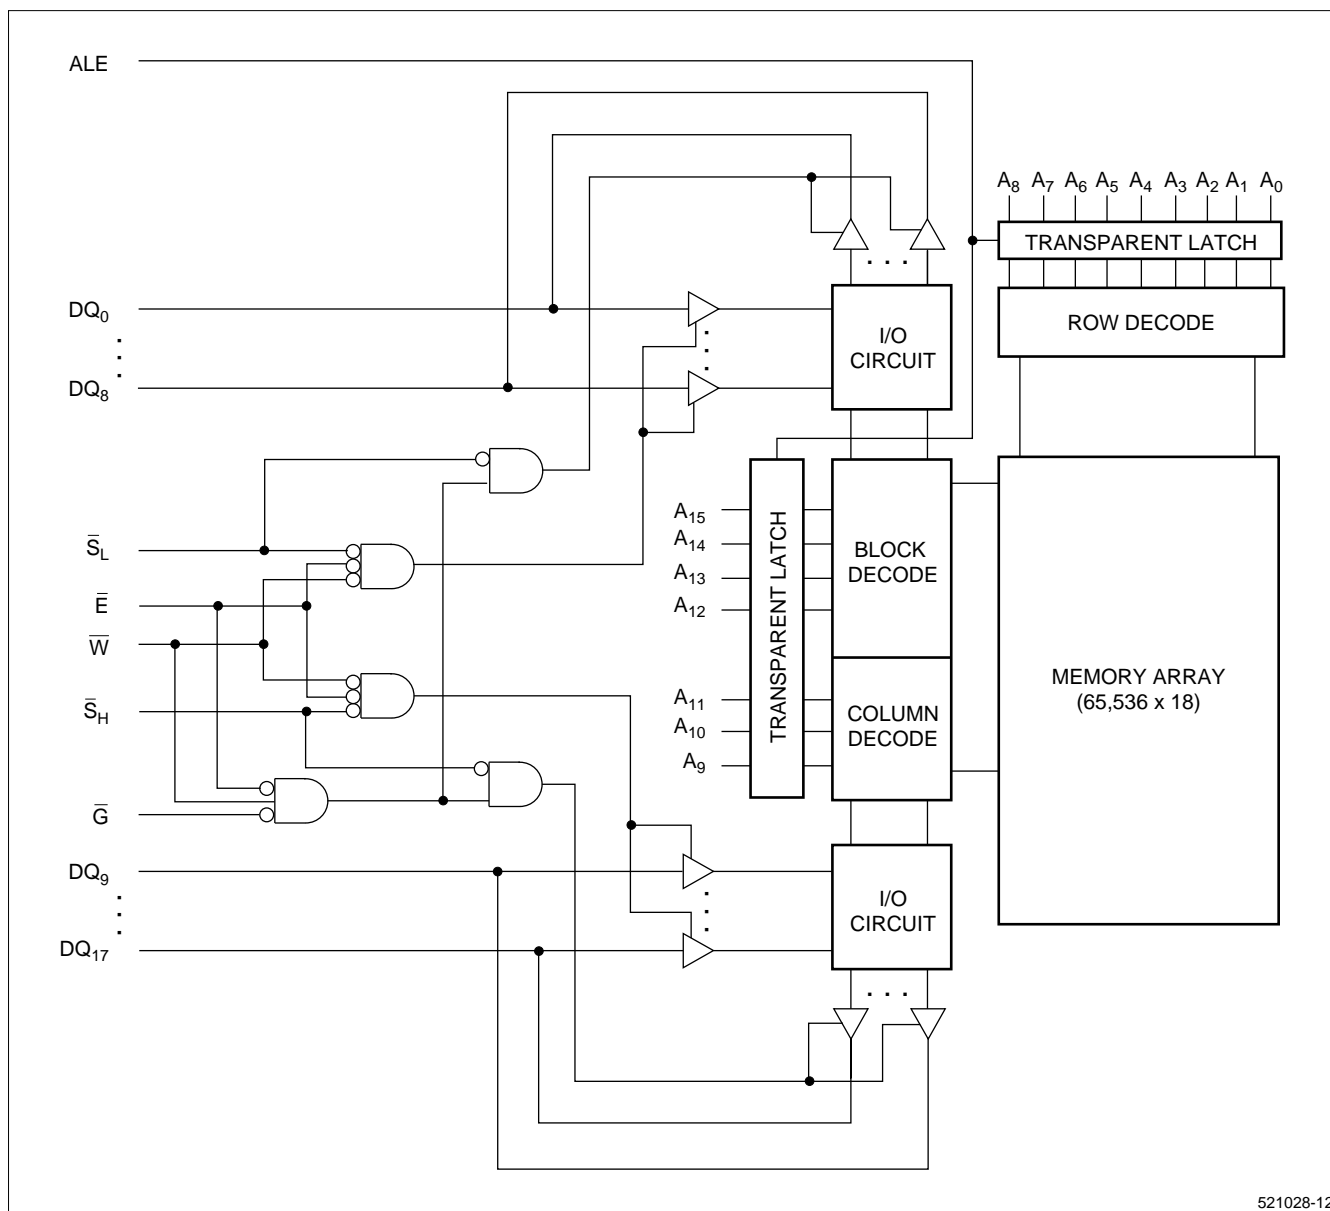 ALE
A8 A7 A6 A5 A4 A3 A2 A1 A0
TRANSPARENT LATCH
DQ0
I/O
CIRCUIT
ROW DECODE
DQ8
S̅L
E̅
W̅
S̅H
G̅
A15
A14
A13
A12
TRANSPARENT LATCH
BLOCK
DECODE
A11
A10
A9
COLUMN
DECODE
MEMORY ARRAY
(65,536 x 18)
DQ9
I/O
CIRCUIT
DQ17
521028-12